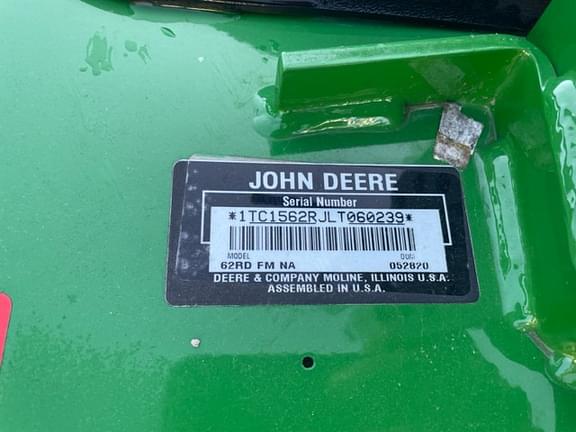 JOHN DEERE
Serial Number
*1TC1562RJLT060239*
MODEL DOM
62RD FM NA 052820
DEERE & COMPANY MOLINE, ILLINOIS U.S.A.
ASSEMBLED IN U.S.A.